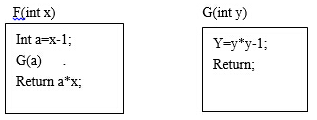 F(int x)
Int a=x-1;
G(a) .
Return a*x;
G(int y)
Y=y*y-1;
Return;